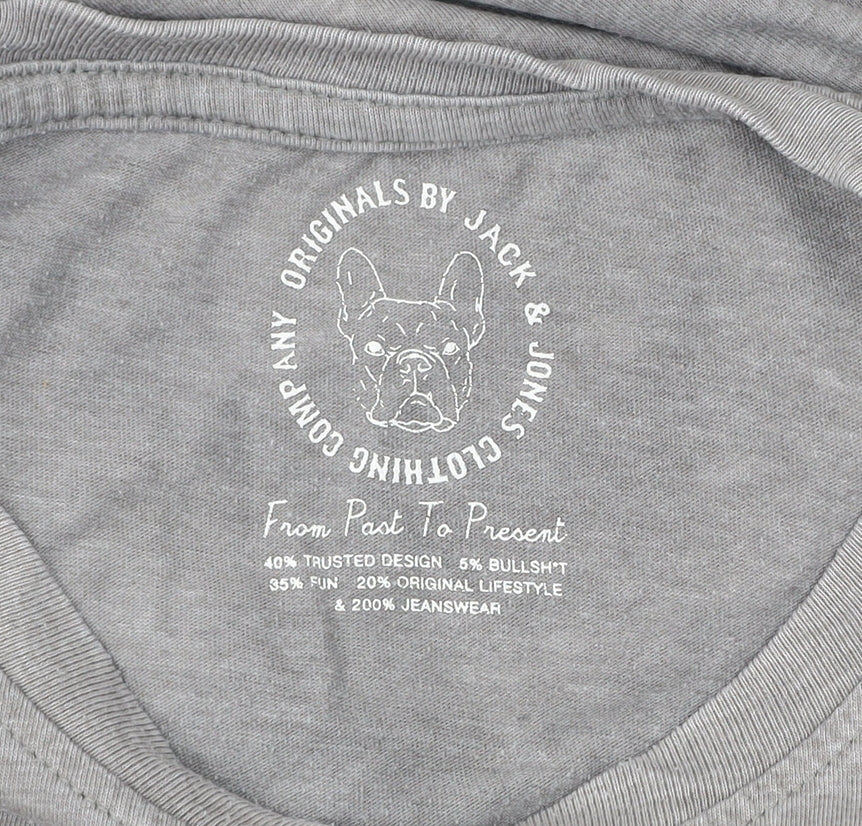 ORIGINALS BY JACK & JONES CLOTHING COMPANY
From Past To Present
40% TRUSTED DESIGN 5% BULLSH*T
35% FUN 20% ORIGINAL LIFESTYLE
& 200% JEANSWEAR